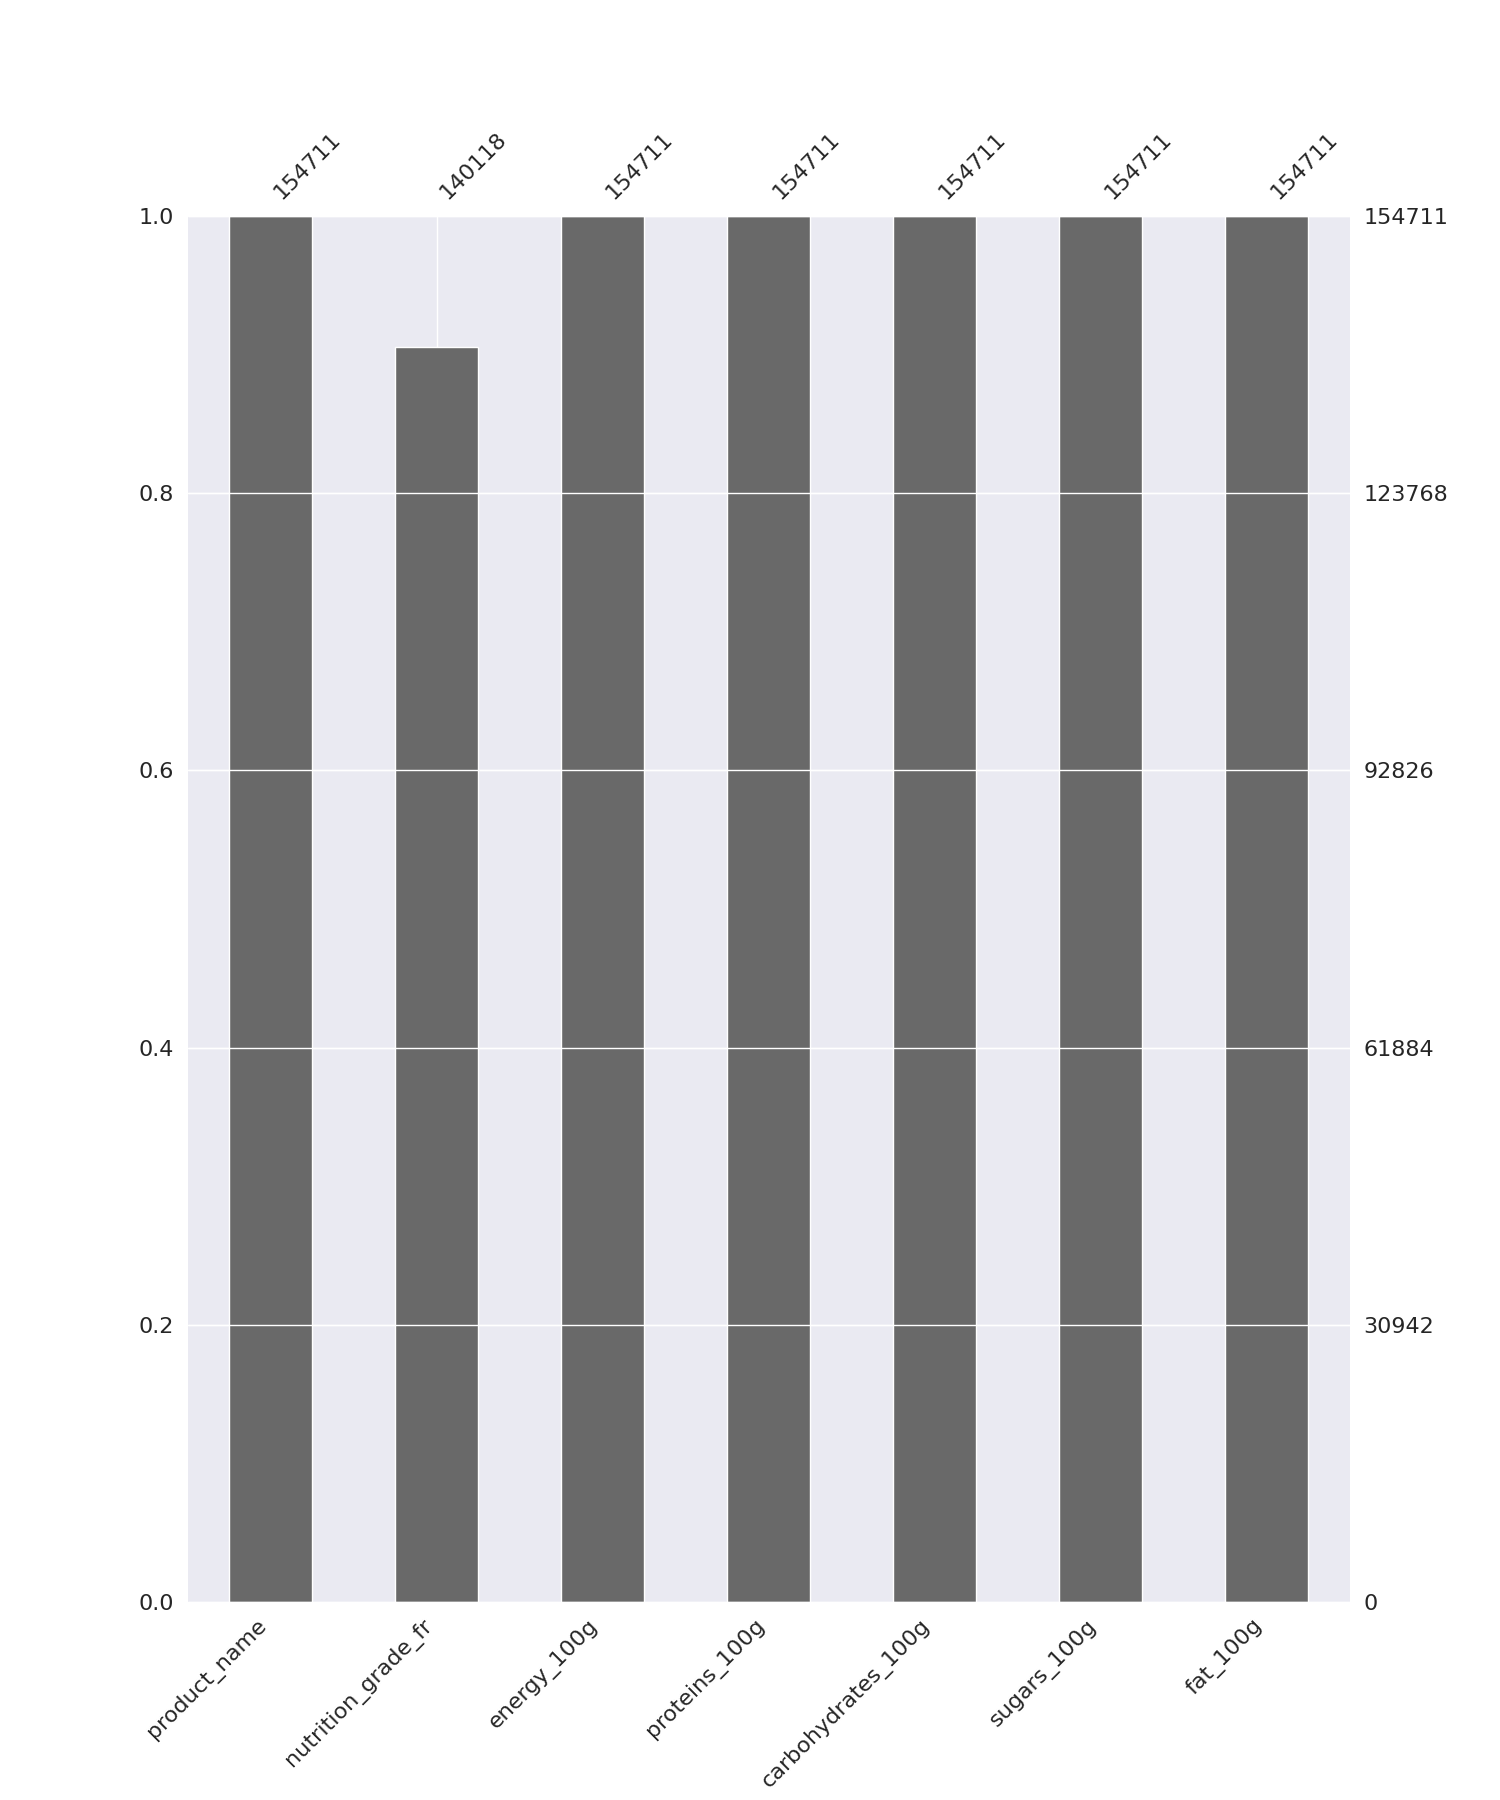 154711
140118
154711
154711
154711
154711
154711
1.0
154711
0.8
123768
0.6
92826
0.4
61884
0.2
30942
0.0
0
product_name
nutrition_grade_fr
energy_100g
proteins_100g
carbohydrates_100g
sugars_100g
fat_100g